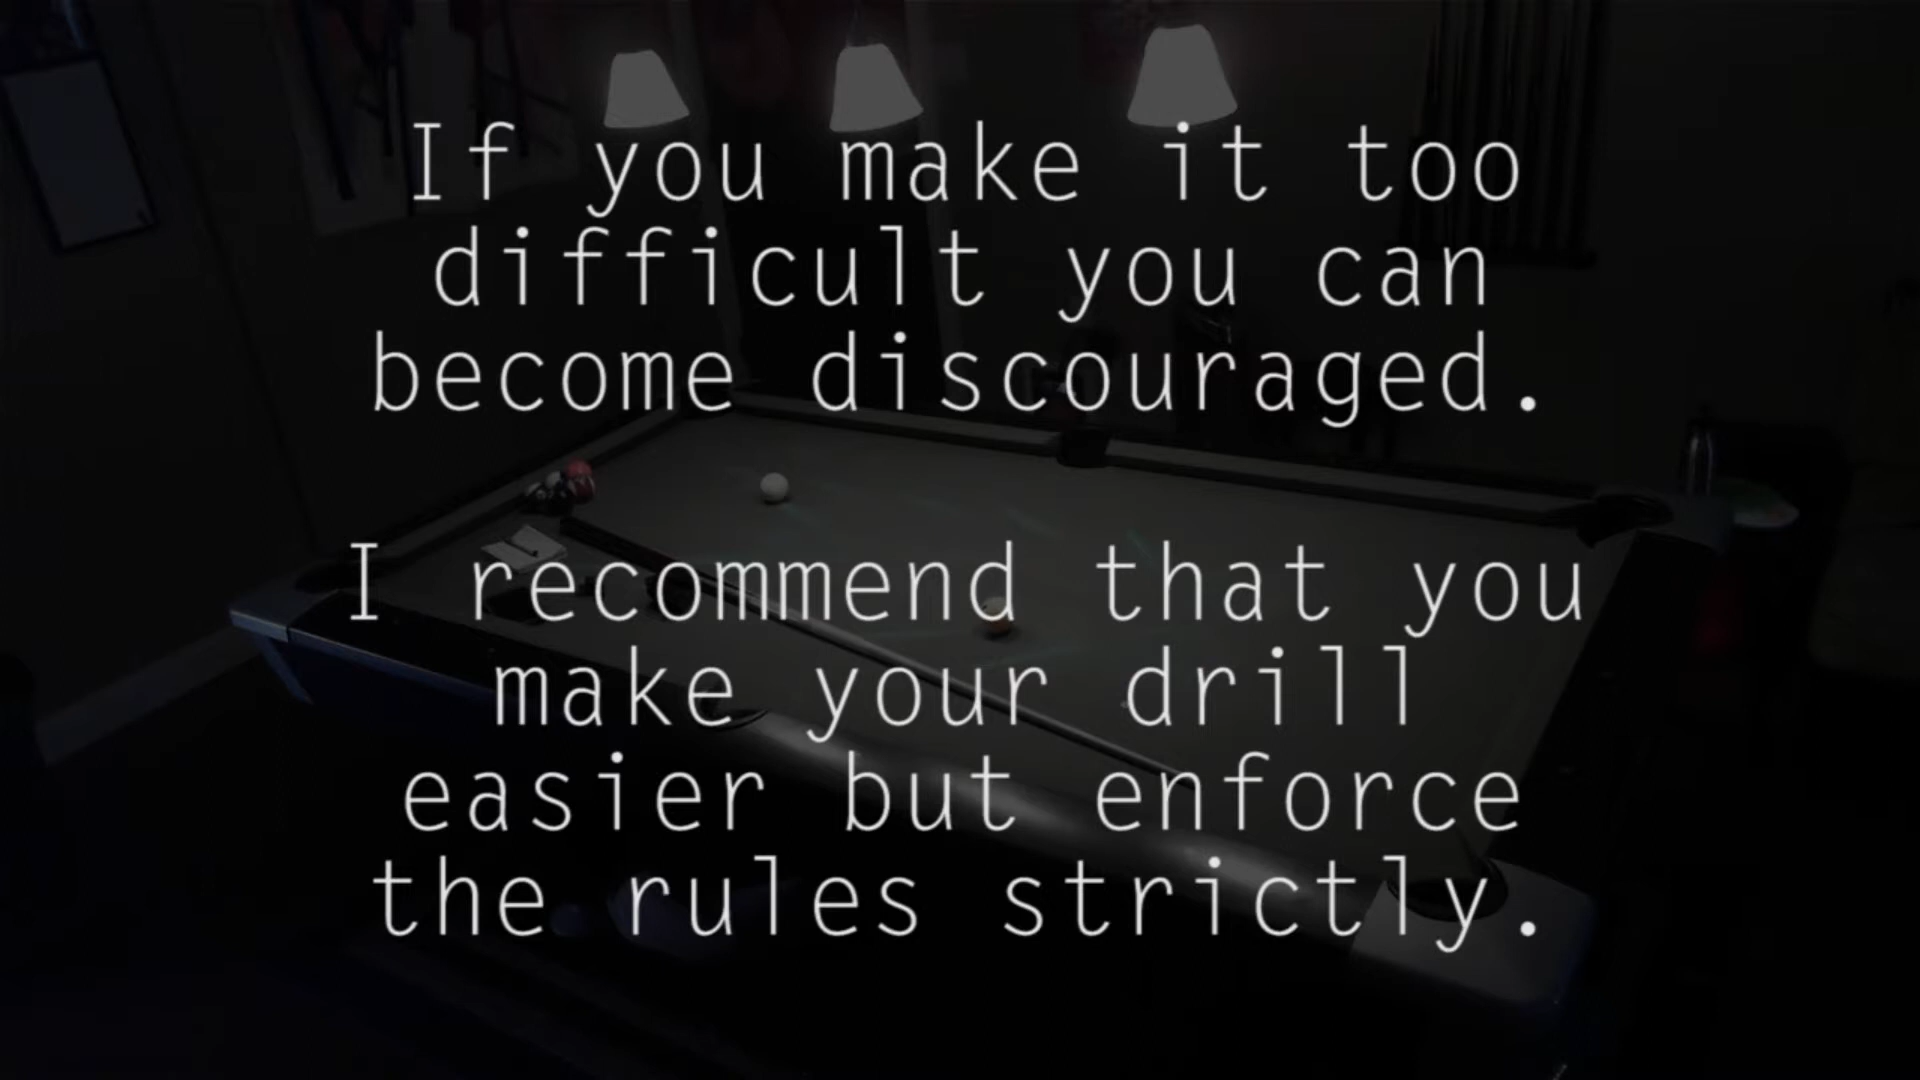 If you make it too
difficult you can
become discouraged.
I recommend that you
make your drill
easier but enforce
the rules strictly.